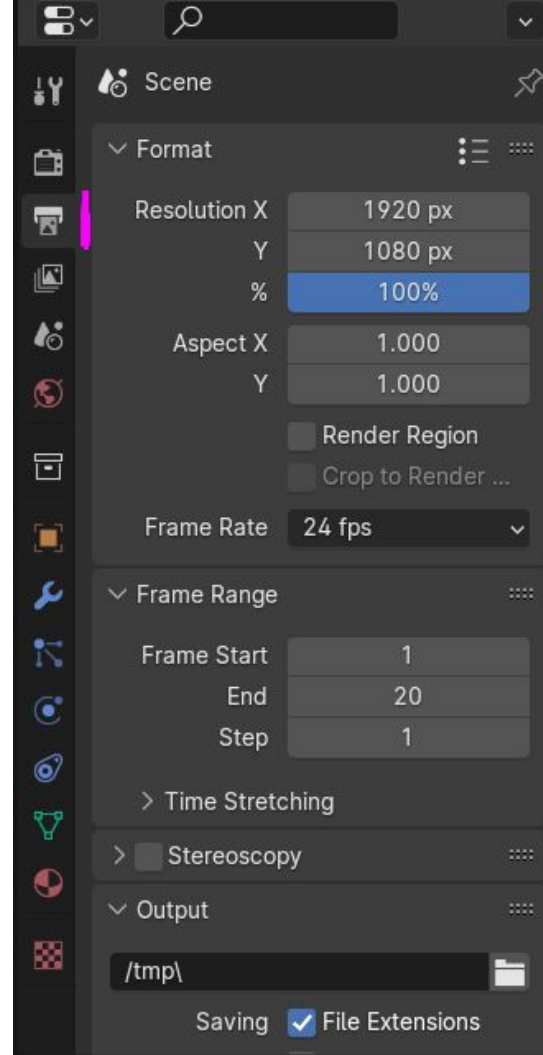 Scene
Format
Resolution X 1920 px
Y 1080 px
% 100%
Aspect X 1.000
Y 1.000
Render Region
Crop to Render ...
Frame Rate 24 fps
Frame Range
Frame Start 1
End 20
Step 1
Time Stretching
Stereoscopy
Output
/tmp\
Saving File Extensions